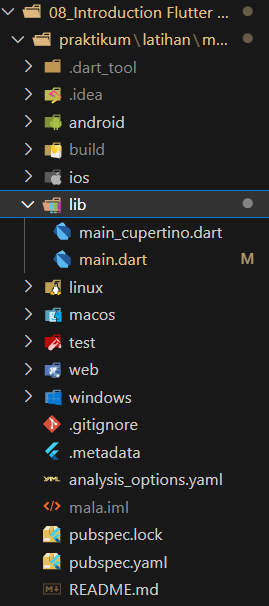 08_Introduction Flutter ...
praktikum\latihan\m...
.dart_tool
.idea
android
build
ios
lib
main_cupertino.dart
main.dart M
linux
macos
test
web
windows
.gitignore
.metadata
analysis_options.yaml
mala.iml
pubspec.lock
pubspec.yaml
README.md